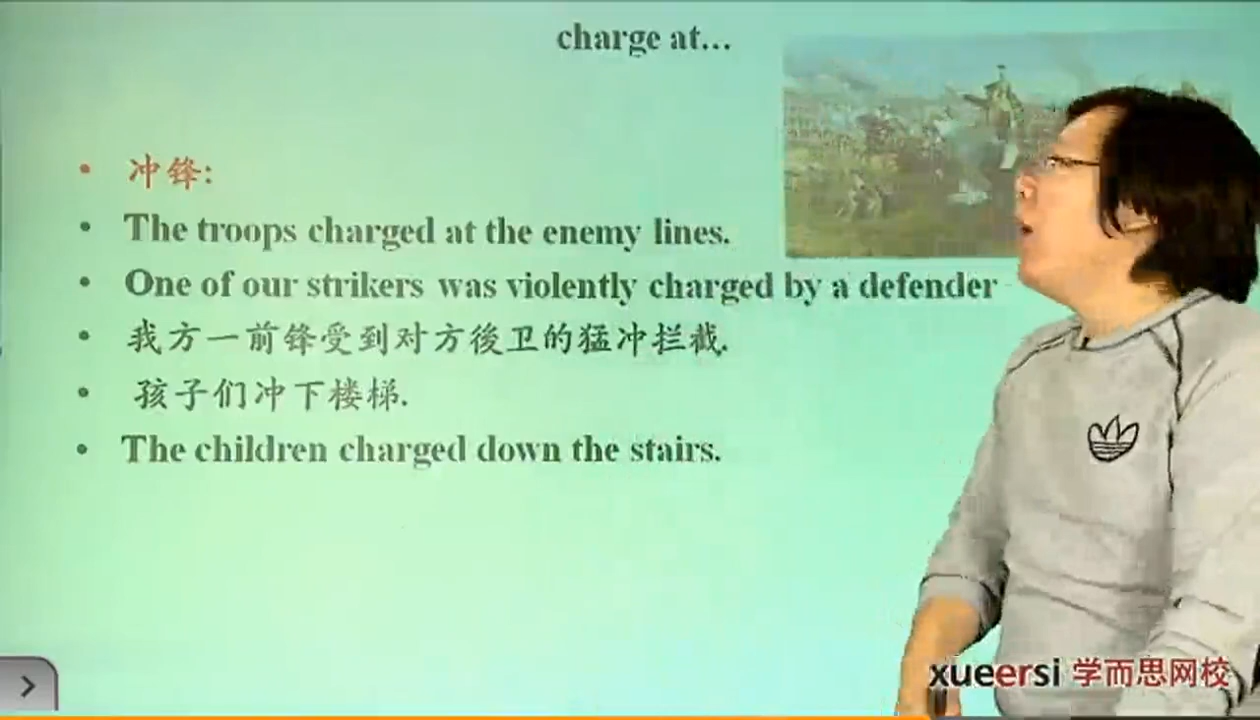 charge at...
冲锋:
The troops charged at the enemy lines.
One of our strikers was violently charged by a defender
我方一前锋受到对方後卫的猛冲拦截.
孩子们冲下楼梯.
The children charged down the stairs.
xueersi 学而思网校